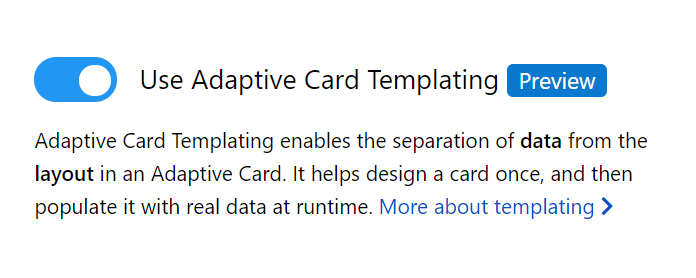 Use Adaptive Card Templating Preview
Adaptive Card Templating enables the separation of data from the
layout in an Adaptive Card. It helps design a card once, and then
populate it with real data at runtime. More about templating